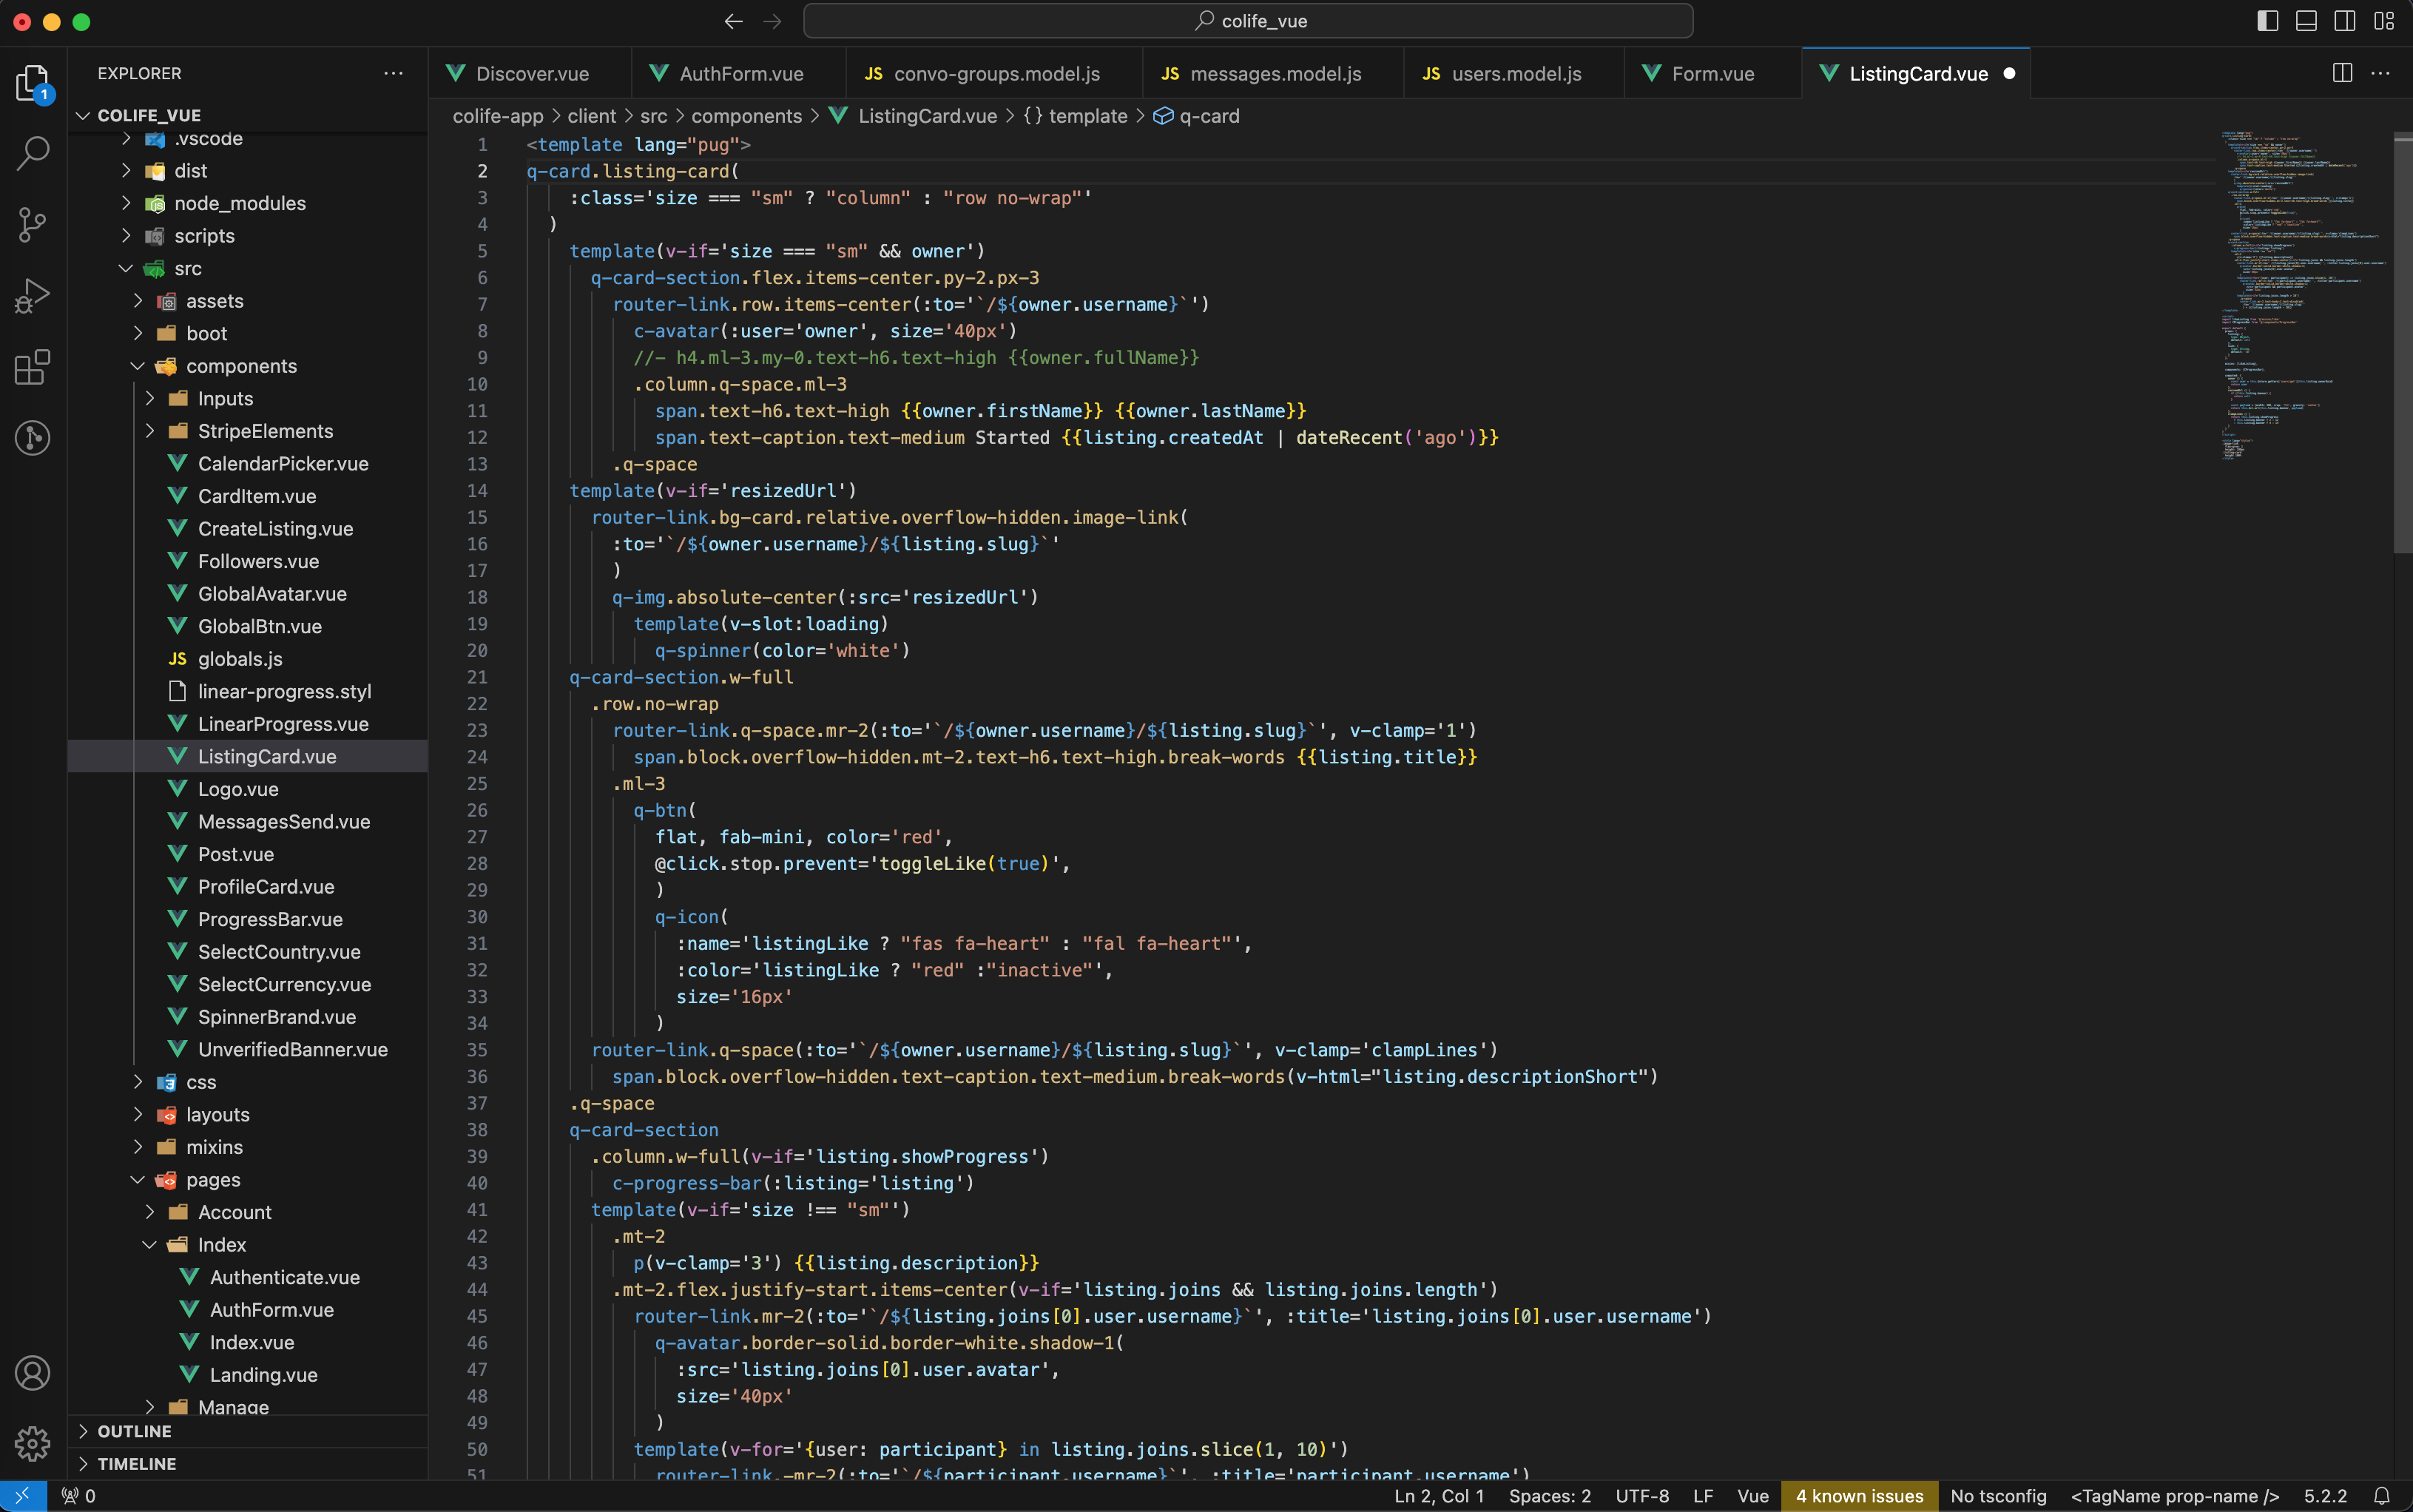 colife_vue
EXPLORER
1
COLIFE_VUE
.vscode
dist
node_modules
scripts
src
assets
boot
components
Inputs
StripeElements
CalendarPicker.vue
CardItem.vue
CreateListing.vue
Followers.vue
GlobalAvatar.vue
GlobalBtn.vue
JS globals.js
linear-progress.styl
LinearProgress.vue
ListingCard.vue
Logo.vue
MessagesSend.vue
Post.vue
ProfileCard.vue
ProgressBar.vue
SelectCountry.vue
SelectCurrency.vue
SpinnerBrand.vue
UnverifiedBanner.vue
css
layouts
mixins
pages
Account
Index
Authenticate.vue
AuthForm.vue
Index.vue
Landing.vue
Manage
OUTLINE
TIMELINE
Discover.vue AuthForm.vue JS convo-groups.model.js JS messages.model.js JS users.model.js Form.vue ListingCard.vue
colife-app > client > src > components > ListingCard.vue > {} template > q-card
1 <template lang="pug">
2 q-card.listing-card(
3 :class='size === "sm" ? "column" : "row no-wrap"'
4 )
5 template(v-if='size === "sm" && owner')
6 q-card-section.flex.items-center.py-2.px-3
7 router-link.row.items-center(:to='`/${owner.username}`')
8 c-avatar(:user='owner', size='40px')
9 //- h4.ml-3.my-0.text-h6.text-high {{owner.fullName}}
10 .column.q-space.ml-3
11 span.text-h6.text-high {{owner.firstName}} {{owner.lastName}}
12 span.text-caption.text-medium Started {{listing.createdAt | dateRecent('ago')}}
13 .q-space
14 template(v-if='resizedUrl')
15 router-link.bg-card.relative.overflow-hidden.image-link(
16 :to='`/${owner.username}/${listing.slug}`'
17 )
18 q-img.absolute-center(:src='resizedUrl')
19 template(v-slot:loading)
20 q-spinner(color='white')
21 q-card-section.w-full
22 .row.no-wrap
23 router-link.q-space.mr-2(:to='`/${owner.username}/${listing.slug}`', v-clamp='1')
24 span.block.overflow-hidden.mt-2.text-h6.text-high.break-words {{listing.title}}
25 .ml-3
26 q-btn(
27 flat, fab-mini, color='red',
28 @click.stop.prevent='toggleLike(true)',
29 )
30 q-icon(
31 :name='listingLike ? "fas fa-heart" : "fal fa-heart"',
32 :color='listingLike ? "red" :"inactive"',
33 size='16px'
34 )
35 router-link.q-space(:to='`/${owner.username}/${listing.slug}`', v-clamp='clampLines')
36 span.block.overflow-hidden.text-caption.text-medium.break-words(v-html="listing.descriptionShort")
37 .q-space
38 q-card-section
39 .column.w-full(v-if='listing.showProgress')
40 c-progress-bar(:listing='listing')
41 template(v-if='size !== "sm"')
42 .mt-2
43 p(v-clamp='3') {{listing.description}}
44 .mt-2.flex.justify-start.items-center(v-if='listing.joins && listing.joins.length')
45 router-link.mr-2(:to='`/${listing.joins[0].user.username}`', :title='listing.joins[0].user.username')
46 q-avatar.border-solid.border-white.shadow-1(
47 :src='listing.joins[0].user.avatar',
48 size='40px'
49 )
50 template(v-for='{user: participant} in listing.joins.slice(1, 10)')
51 router-link.-mr-2(:to='`/${participant.username}`', :title='participant.username')
0 Ln 2, Col 1 Spaces: 2 UTF-8 LF Vue 4 known issues No tsconfig <TagName prop-name /> 5.2.2